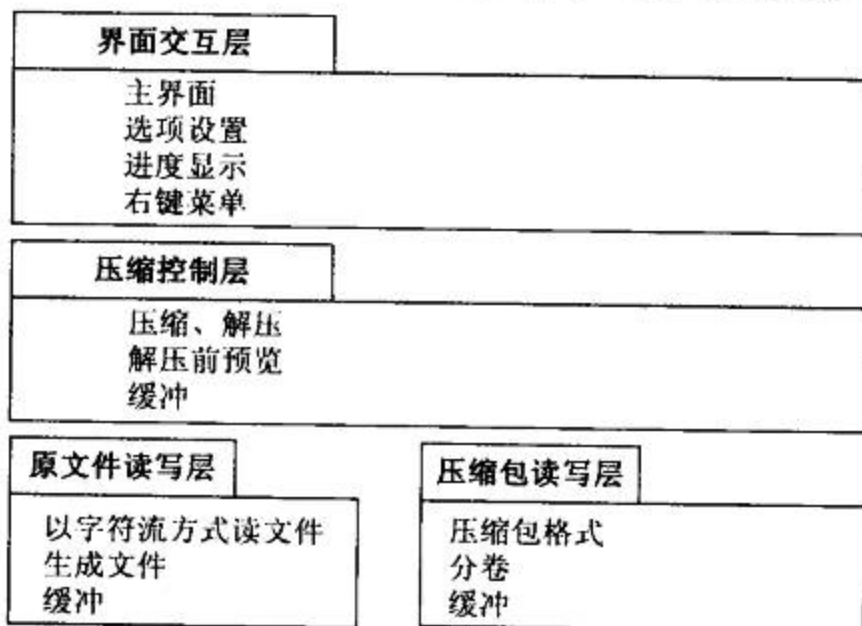 界面交互层
主界面
选项设置
进度显示
右键菜单
压缩控制层
压缩、解压
解压前预览
缓冲
原文件读写层
以字符流方式读文件
生成文件
缓冲
压缩包读写层
压缩包格式
分卷
缓冲